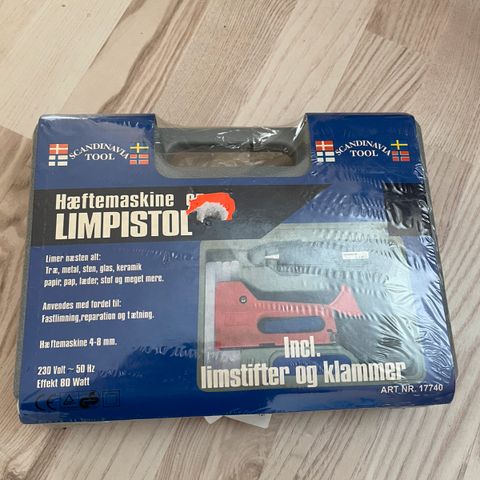 SCANDINAVIA
TOOL
SCANDINAVIA
TOOL
Hæftemaskine
LIMPISTOL
Limer næsten alt:
Træ, metal, sten, glas, keramik
papir, pap, læder, stof og meget mere.
Anvendes med fordel til:
Fastlimning, reparation og tætning.
Hæftemaskine 4-8 mm.
230 Volt ~ 50 Hz
Effekt 80 Watt
CE
GS
Incl.
limstifter og klammer
ART NR. 17740